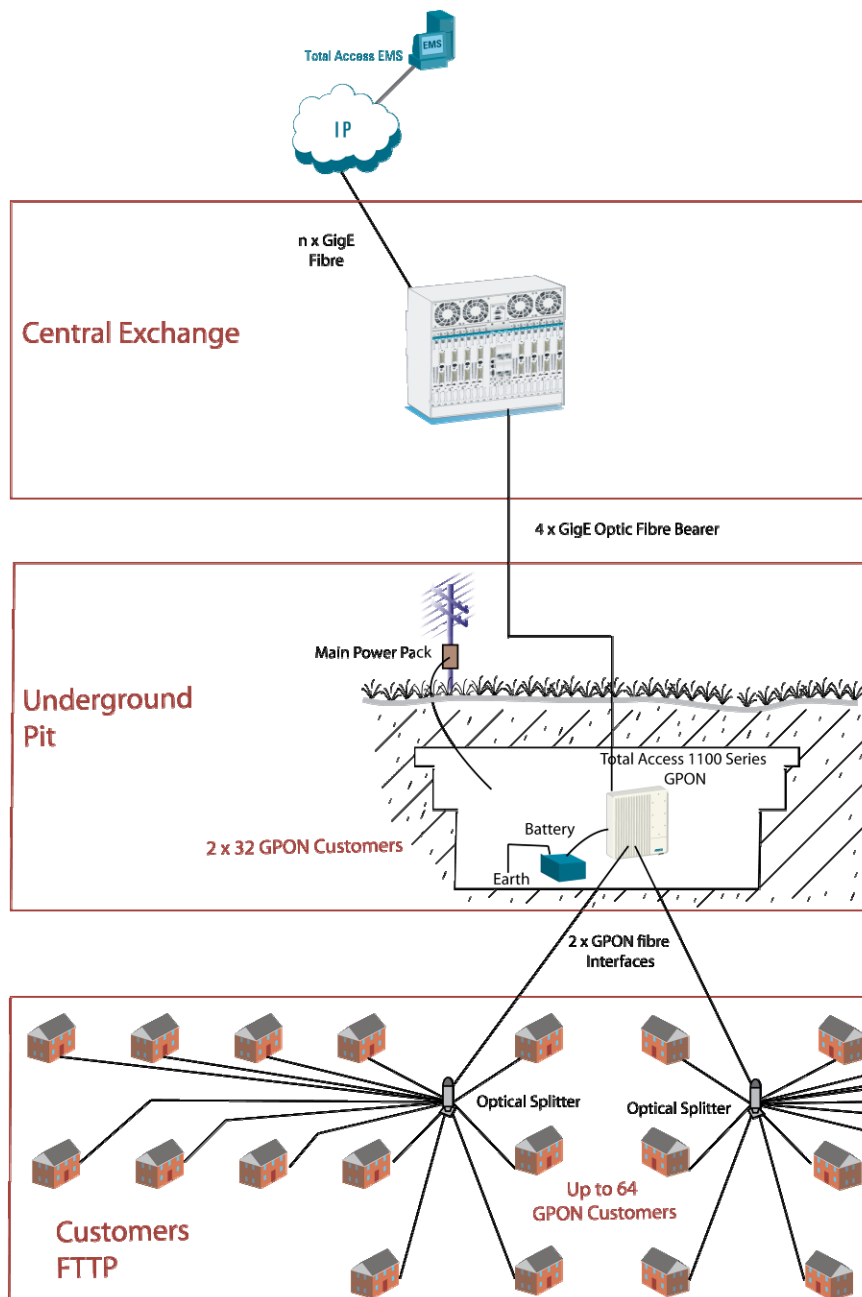 EMS
Total Access EMS
IP
n x GigE
Fibre
Central Exchange
4 x GigE Optic Fibre Bearer
Main Power Pack
Underground
Pit
Total Access 1100 Series
GPON
Battery
2 x 32 GPON Customers
Earth
2 x GPON fibre
Interfaces
Optical Splitter
Optical Splitter
Up to 64
GPON Customers
Customers
FTTP